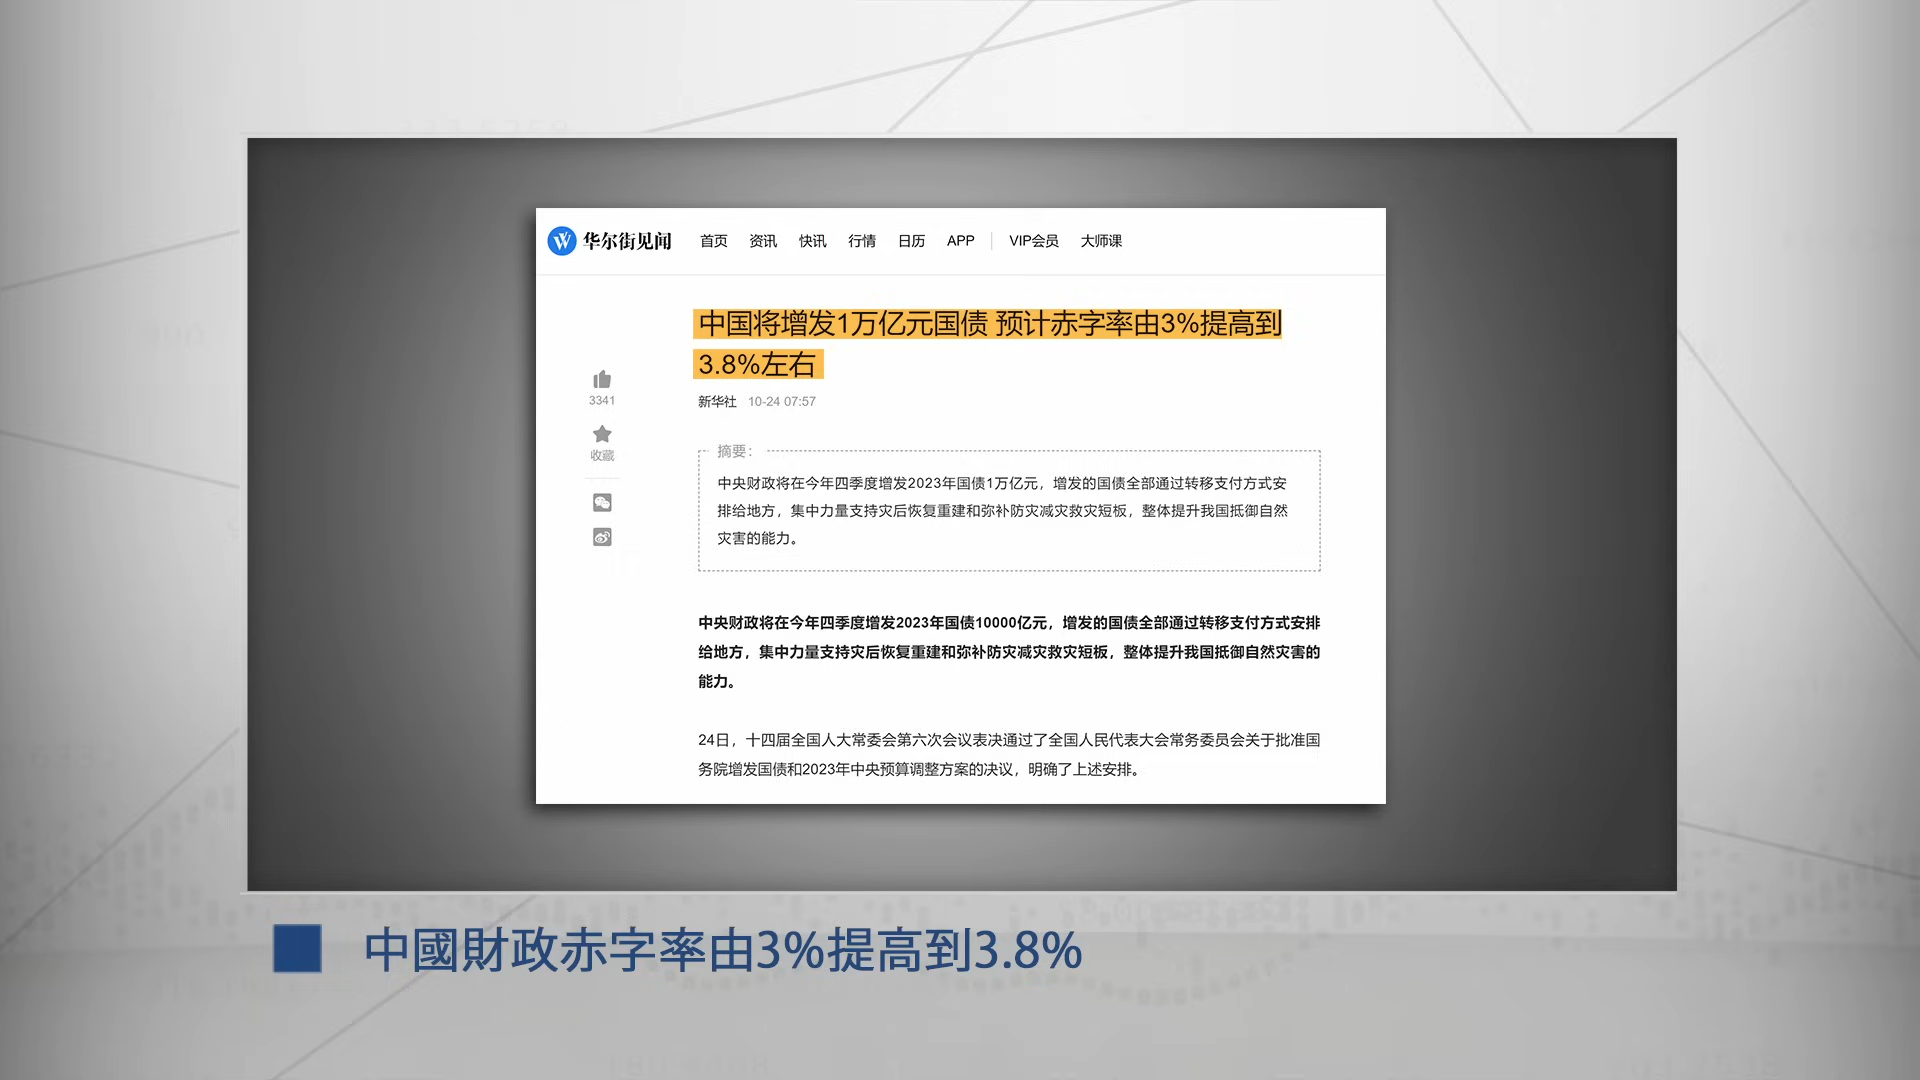 华尔街见闻 首页 资讯 快讯 行情 日历 APP VIP会员 大师课
中国将增发1万亿元国债 预计赤字率由3%提高到
3.8%左右
新华社 10-24 07:57
3341
收藏
摘要：
中央财政将在今年四季度增发2023年国债1万亿元，增发的国债全部通过转移支付方式安
排给地方，集中力量支持灾后恢复重建和弥补防灾减灾救灾短板，整体提升我国抵御自然
灾害的能力。
中央财政将在今年四季度增发2023年国债10000亿元，增发的国债全部通过转移支付方式安排
给地方，集中力量支持灾后恢复重建和弥补防灾减灾救灾短板，整体提升我国抵御自然灾害的
能力。
24日，十四届全国人大常委会第六次会议表决通过了全国人民代表大会常务委员会关于批准国
务院增发国债和2023年中央预算调整方案的决议，明确了上述安排。
中國財政赤字率由3%提高到3.8%